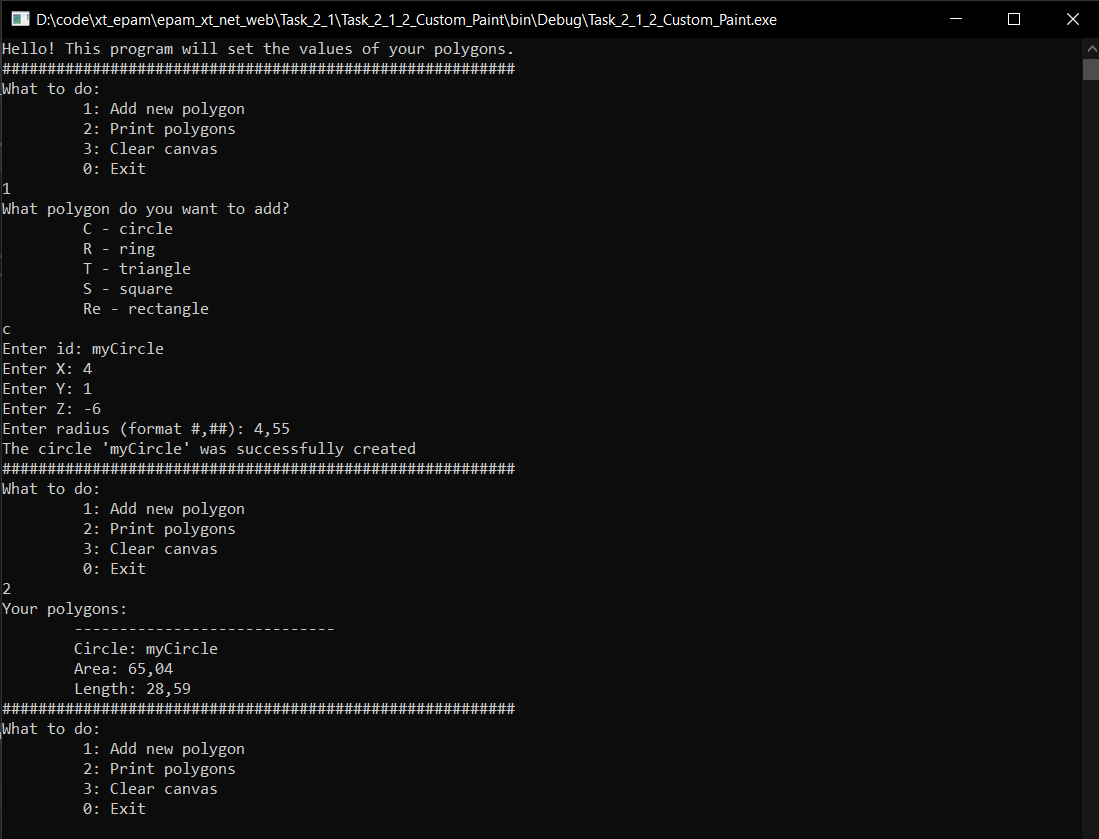 D:\code\xt_epam\epam_xt_net_web\Task_2_1\Task_2_1_2_Custom_Paint\bin\Debug\Task_2_1_2_Custom_Paint.exe
Hello! This program will set the values of your polygons.
#########################################################
What to do:
1: Add new polygon
2: Print polygons
3: Clear canvas
0: Exit
1
What polygon do you want to add?
C - circle
R - ring
T - triangle
S - square
Re - rectangle
c
Enter id: myCircle
Enter X: 4
Enter Y: 1
Enter Z: -6
Enter radius (format #,##): 4,55
The circle 'myCircle' was successfully created
#########################################################
What to do:
1: Add new polygon
2: Print polygons
3: Clear canvas
0: Exit
2
Your polygons:
-----------------------------
Circle: myCircle
Area: 65,04
Length: 28,59
#########################################################
What to do:
1: Add new polygon
2: Print polygons
3: Clear canvas
0: Exit